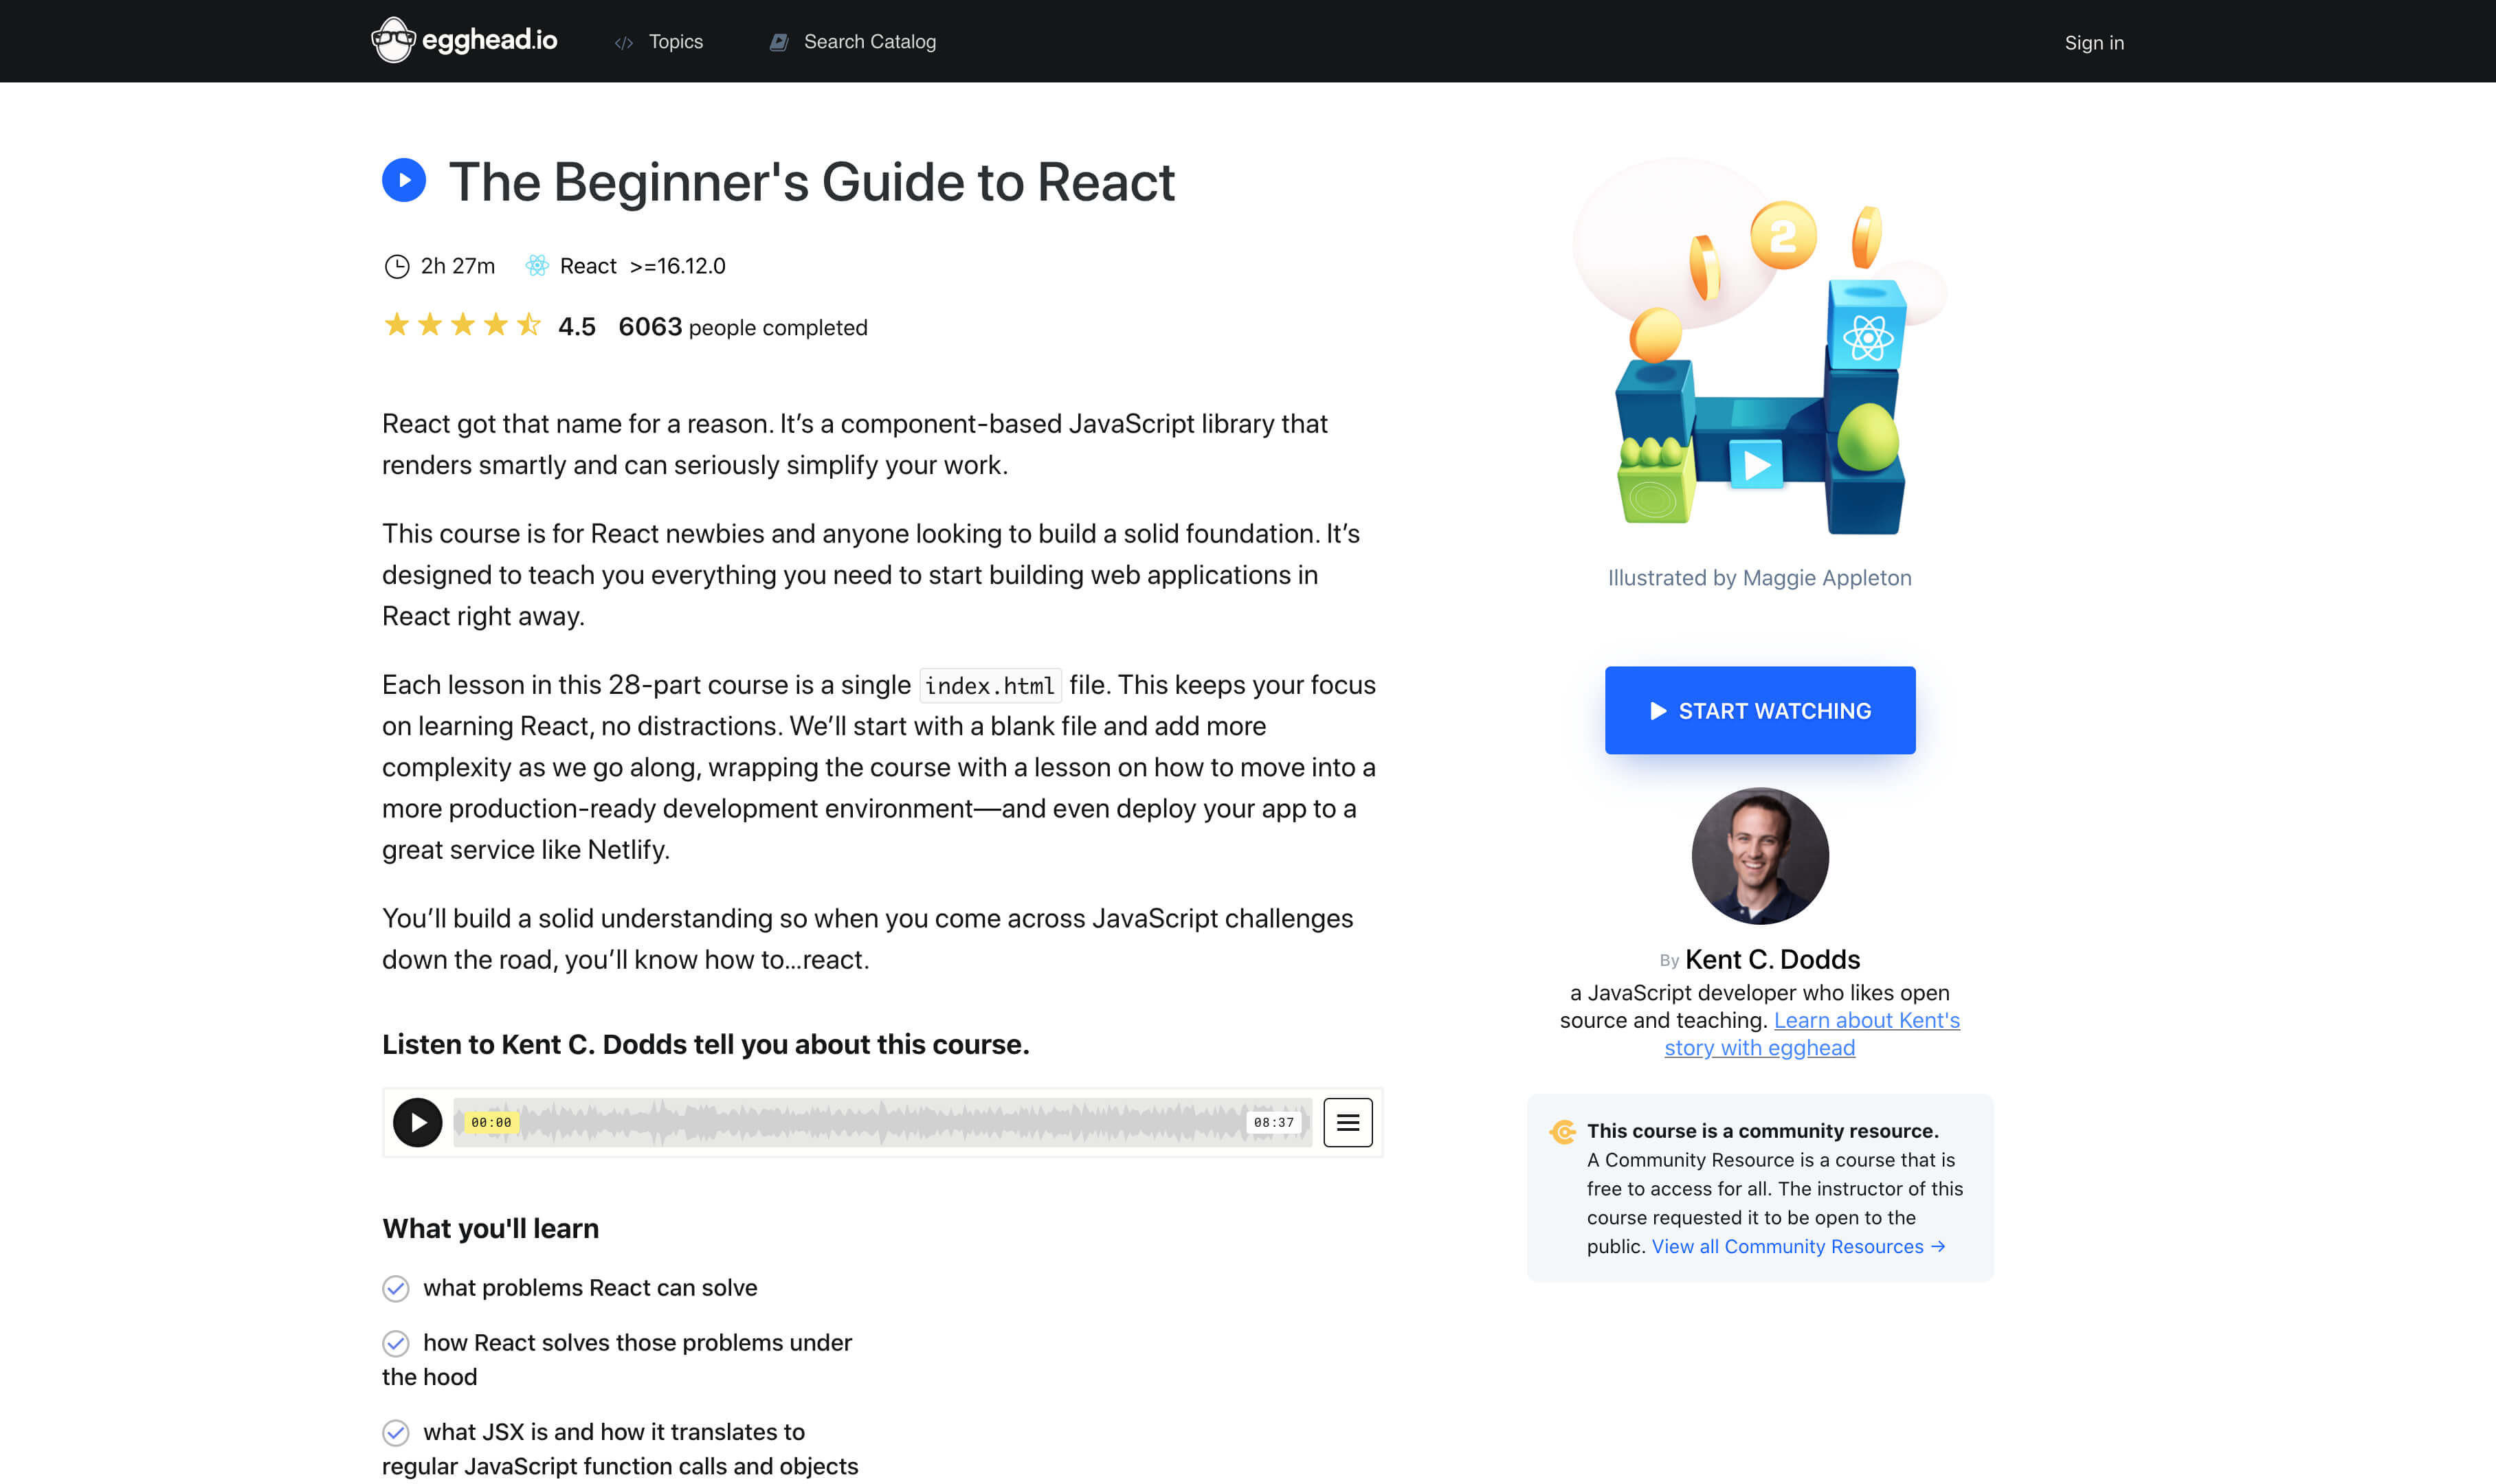 egghead.io
</> Topics
Search Catalog
Sign in
The Beginner's Guide to React
2h 27m
React >=16.12.0
4.5 6063 people completed
React got that name for a reason. It’s a component-based JavaScript library that
renders smartly and can seriously simplify your work.
This course is for React newbies and anyone looking to build a solid foundation. It’s
designed to teach you everything you need to start building web applications in
React right away.
Each lesson in this 28-part course is a single index.html file. This keeps your focus
on learning React, no distractions. We’ll start with a blank file and add more
complexity as we go along, wrapping the course with a lesson on how to move into a
more production-ready development environment—and even deploy your app to a
great service like Netlify.
You’ll build a solid understanding so when you come across JavaScript challenges
down the road, you’ll know how to…react.
Listen to Kent C. Dodds tell you about this course.
00:00
08:37
What you'll learn
what problems React can solve
how React solves those problems under
the hood
what JSX is and how it translates to
regular JavaScript function calls and objects
2
Illustrated by Maggie Appleton
START WATCHING
By Kent C. Dodds
a JavaScript developer who likes open
source and teaching. Learn about Kent's
story with egghead
This course is a community resource.
A Community Resource is a course that is
free to access for all. The instructor of this
course requested it to be open to the
public. View all Community Resources →